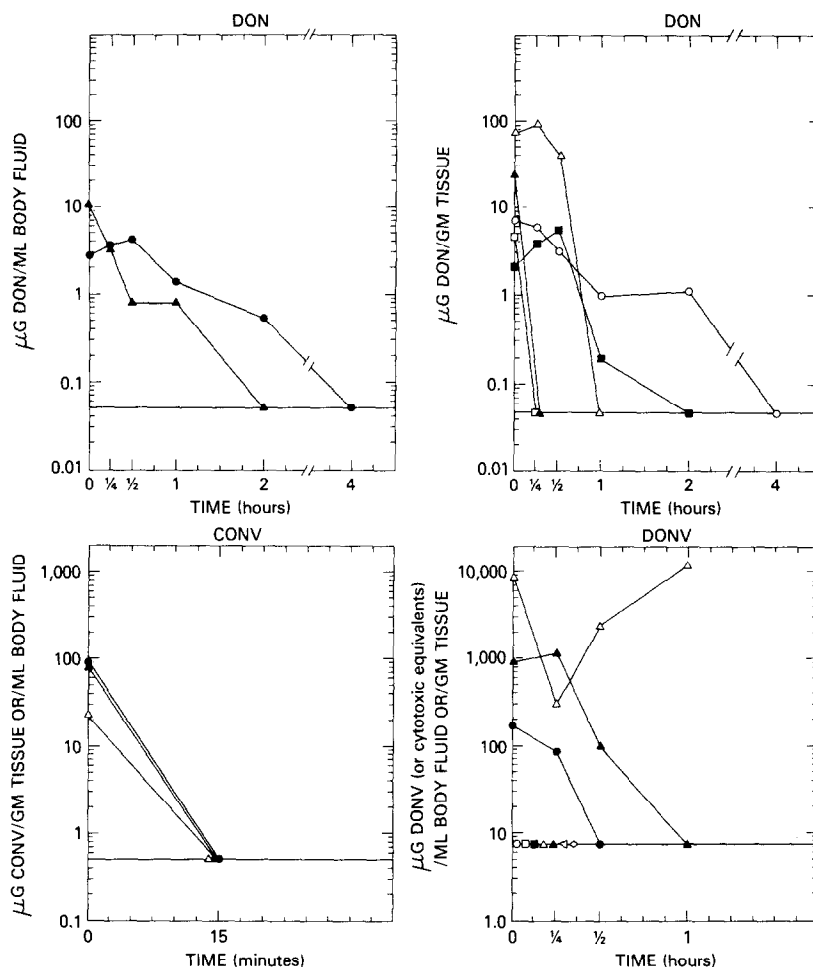 DON
μG DON/ML BODY FLUID
100
10
1
0.1
0.01
0 ¼ ½ 1 2 4
TIME (hours)
DON
μG DON/GM TISSUE
100
10
1
0.1
0.01
0 ¼ ½ 1 2 4
TIME (hours)
CONV
μG CONV/GM TISSUE OR/ML BODY FLUID
1,000
100
10
1
0.1
0 15
TIME (minutes)
DONV
μG DONV (or cytotoxic equivalents)
/ML BODY FLUID OR/GM TISSUE
10,000
1,000
100
10
1.0
0 ¼ ½ 1
TIME (hours)